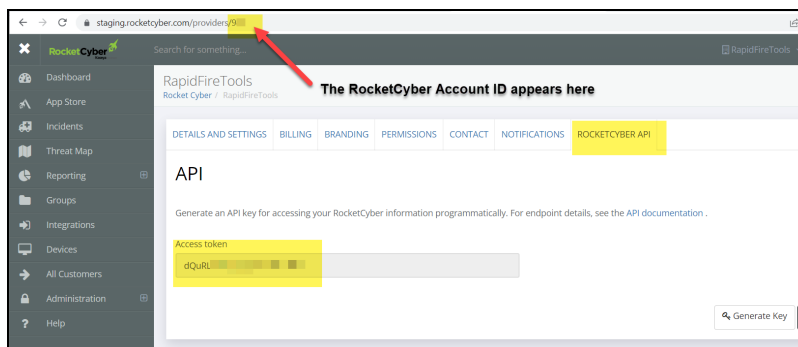 staging.rocketcyber.com/providers/9
RocketCyber
Search for something...
RapidFireTools
Dashboard
App Store
Incidents
Threat Map
Reporting
Groups
Integrations
Devices
All Customers
Administration
Help
RapidFireTools
Rocket Cyber / RapidFireTools
The RocketCyber Account ID appears here
DETAILS AND SETTINGS BILLING BRANDING PERMISSIONS CONTACT NOTIFICATIONS ROCKETCYBER API
API
Generate an API key for accessing your RocketCyber information programmatically. For endpoint details, see the API documentation .
Access token
dQuRL
Generate Key